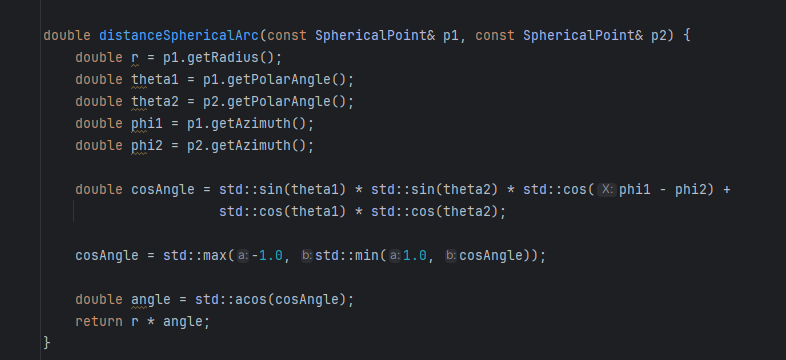 double distanceSphericalArc(const SphericalPoint& p1, const SphericalPoint& p2) {
    double r = p1.getRadius();
    double theta1 = p1.getPolarAngle();
    double theta2 = p2.getPolarAngle();
    double phi1 = p1.getAzimuth();
    double phi2 = p2.getAzimuth();

    double cosAngle = std::sin(theta1) * std::sin(theta2) * std::cos( X: phi1 - phi2) +
                      std::cos(theta1) * std::cos(theta2);

    cosAngle = std::max( a: -1.0, b: std::min( a: 1.0, b: cosAngle));

    double angle = std::acos(cosAngle);
    return r * angle;
}